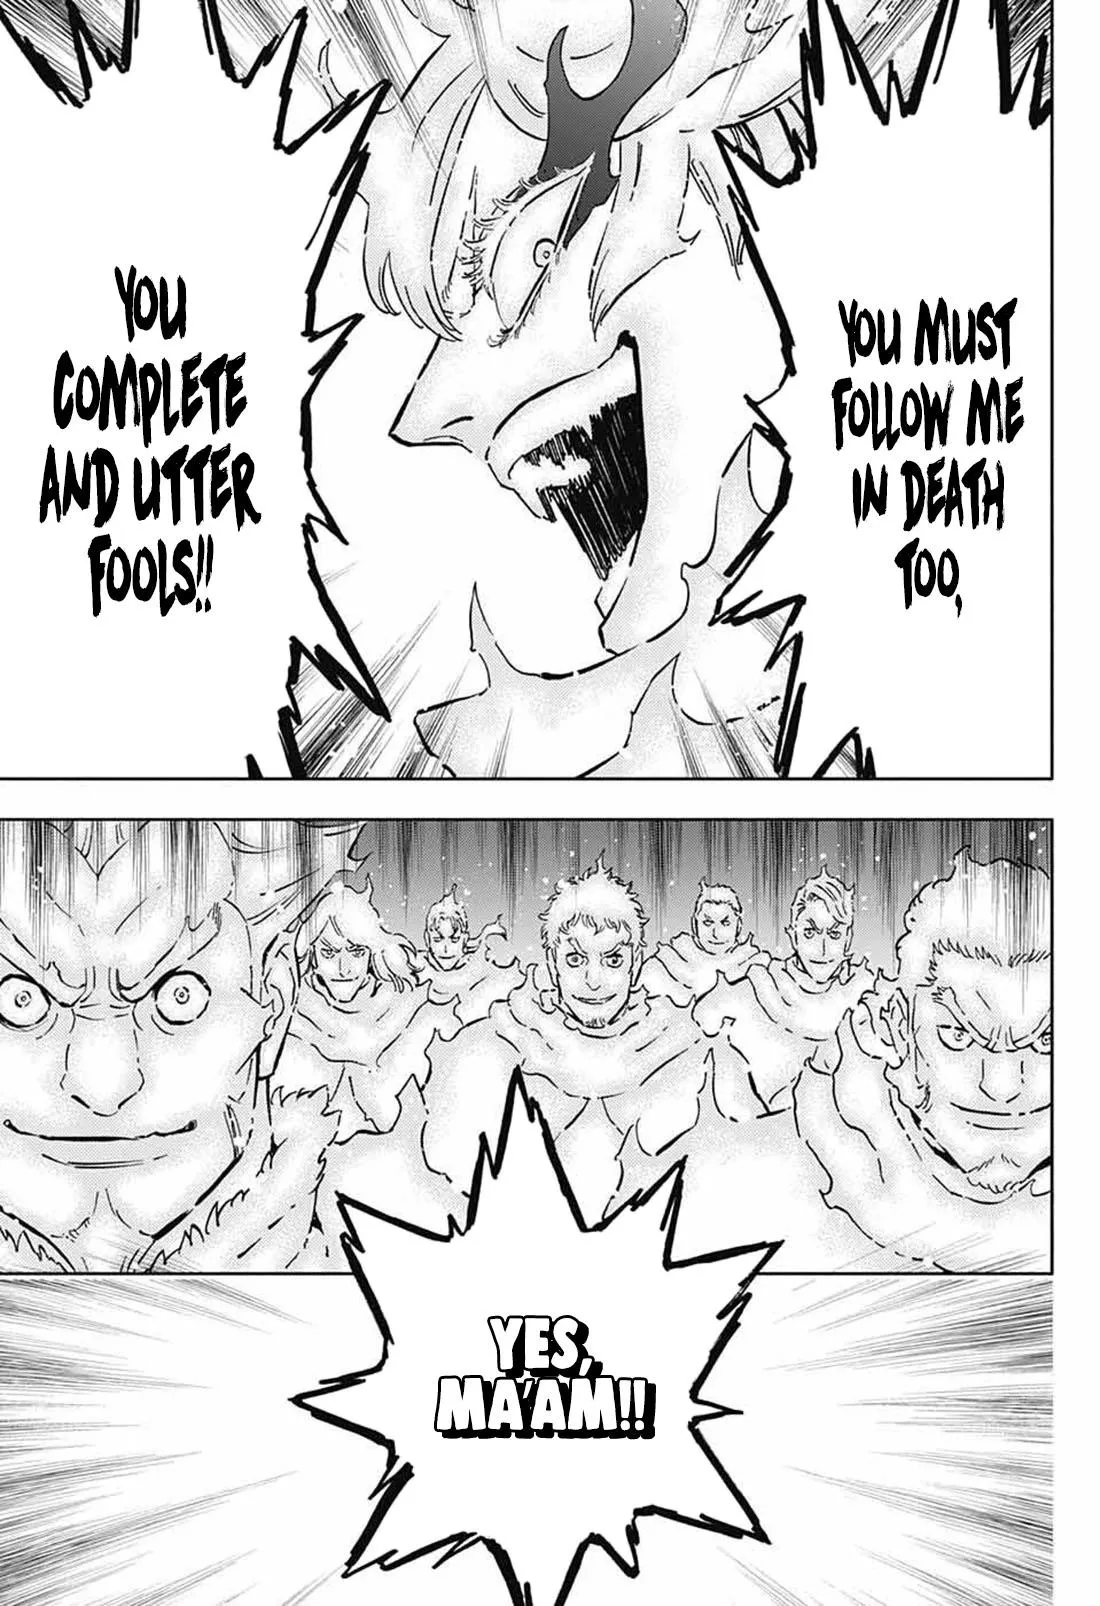 YOU MUST
FOLLOW ME
IN DEATH
TOO,
YOU
COMPLETE
AND UTTER
FOOLS!!
YES,
MA'AM!!